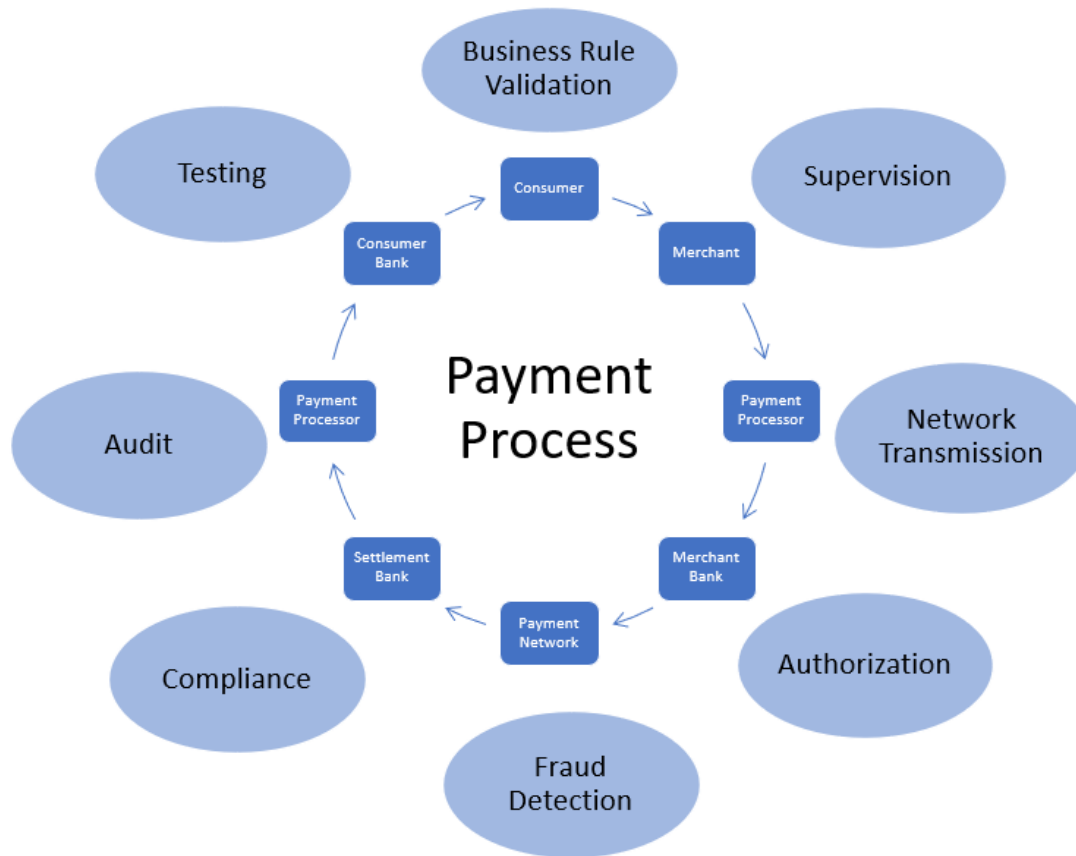 Business Rule
Validation
Testing
Supervision
Consumer
Consumer
Bank
Merchant
Payment
Process
Payment
Processor
Payment
Processor
Audit
Network
Transmission
Settlement
Bank
Merchant
Bank
Payment
Network
Compliance
Authorization
Fraud
Detection